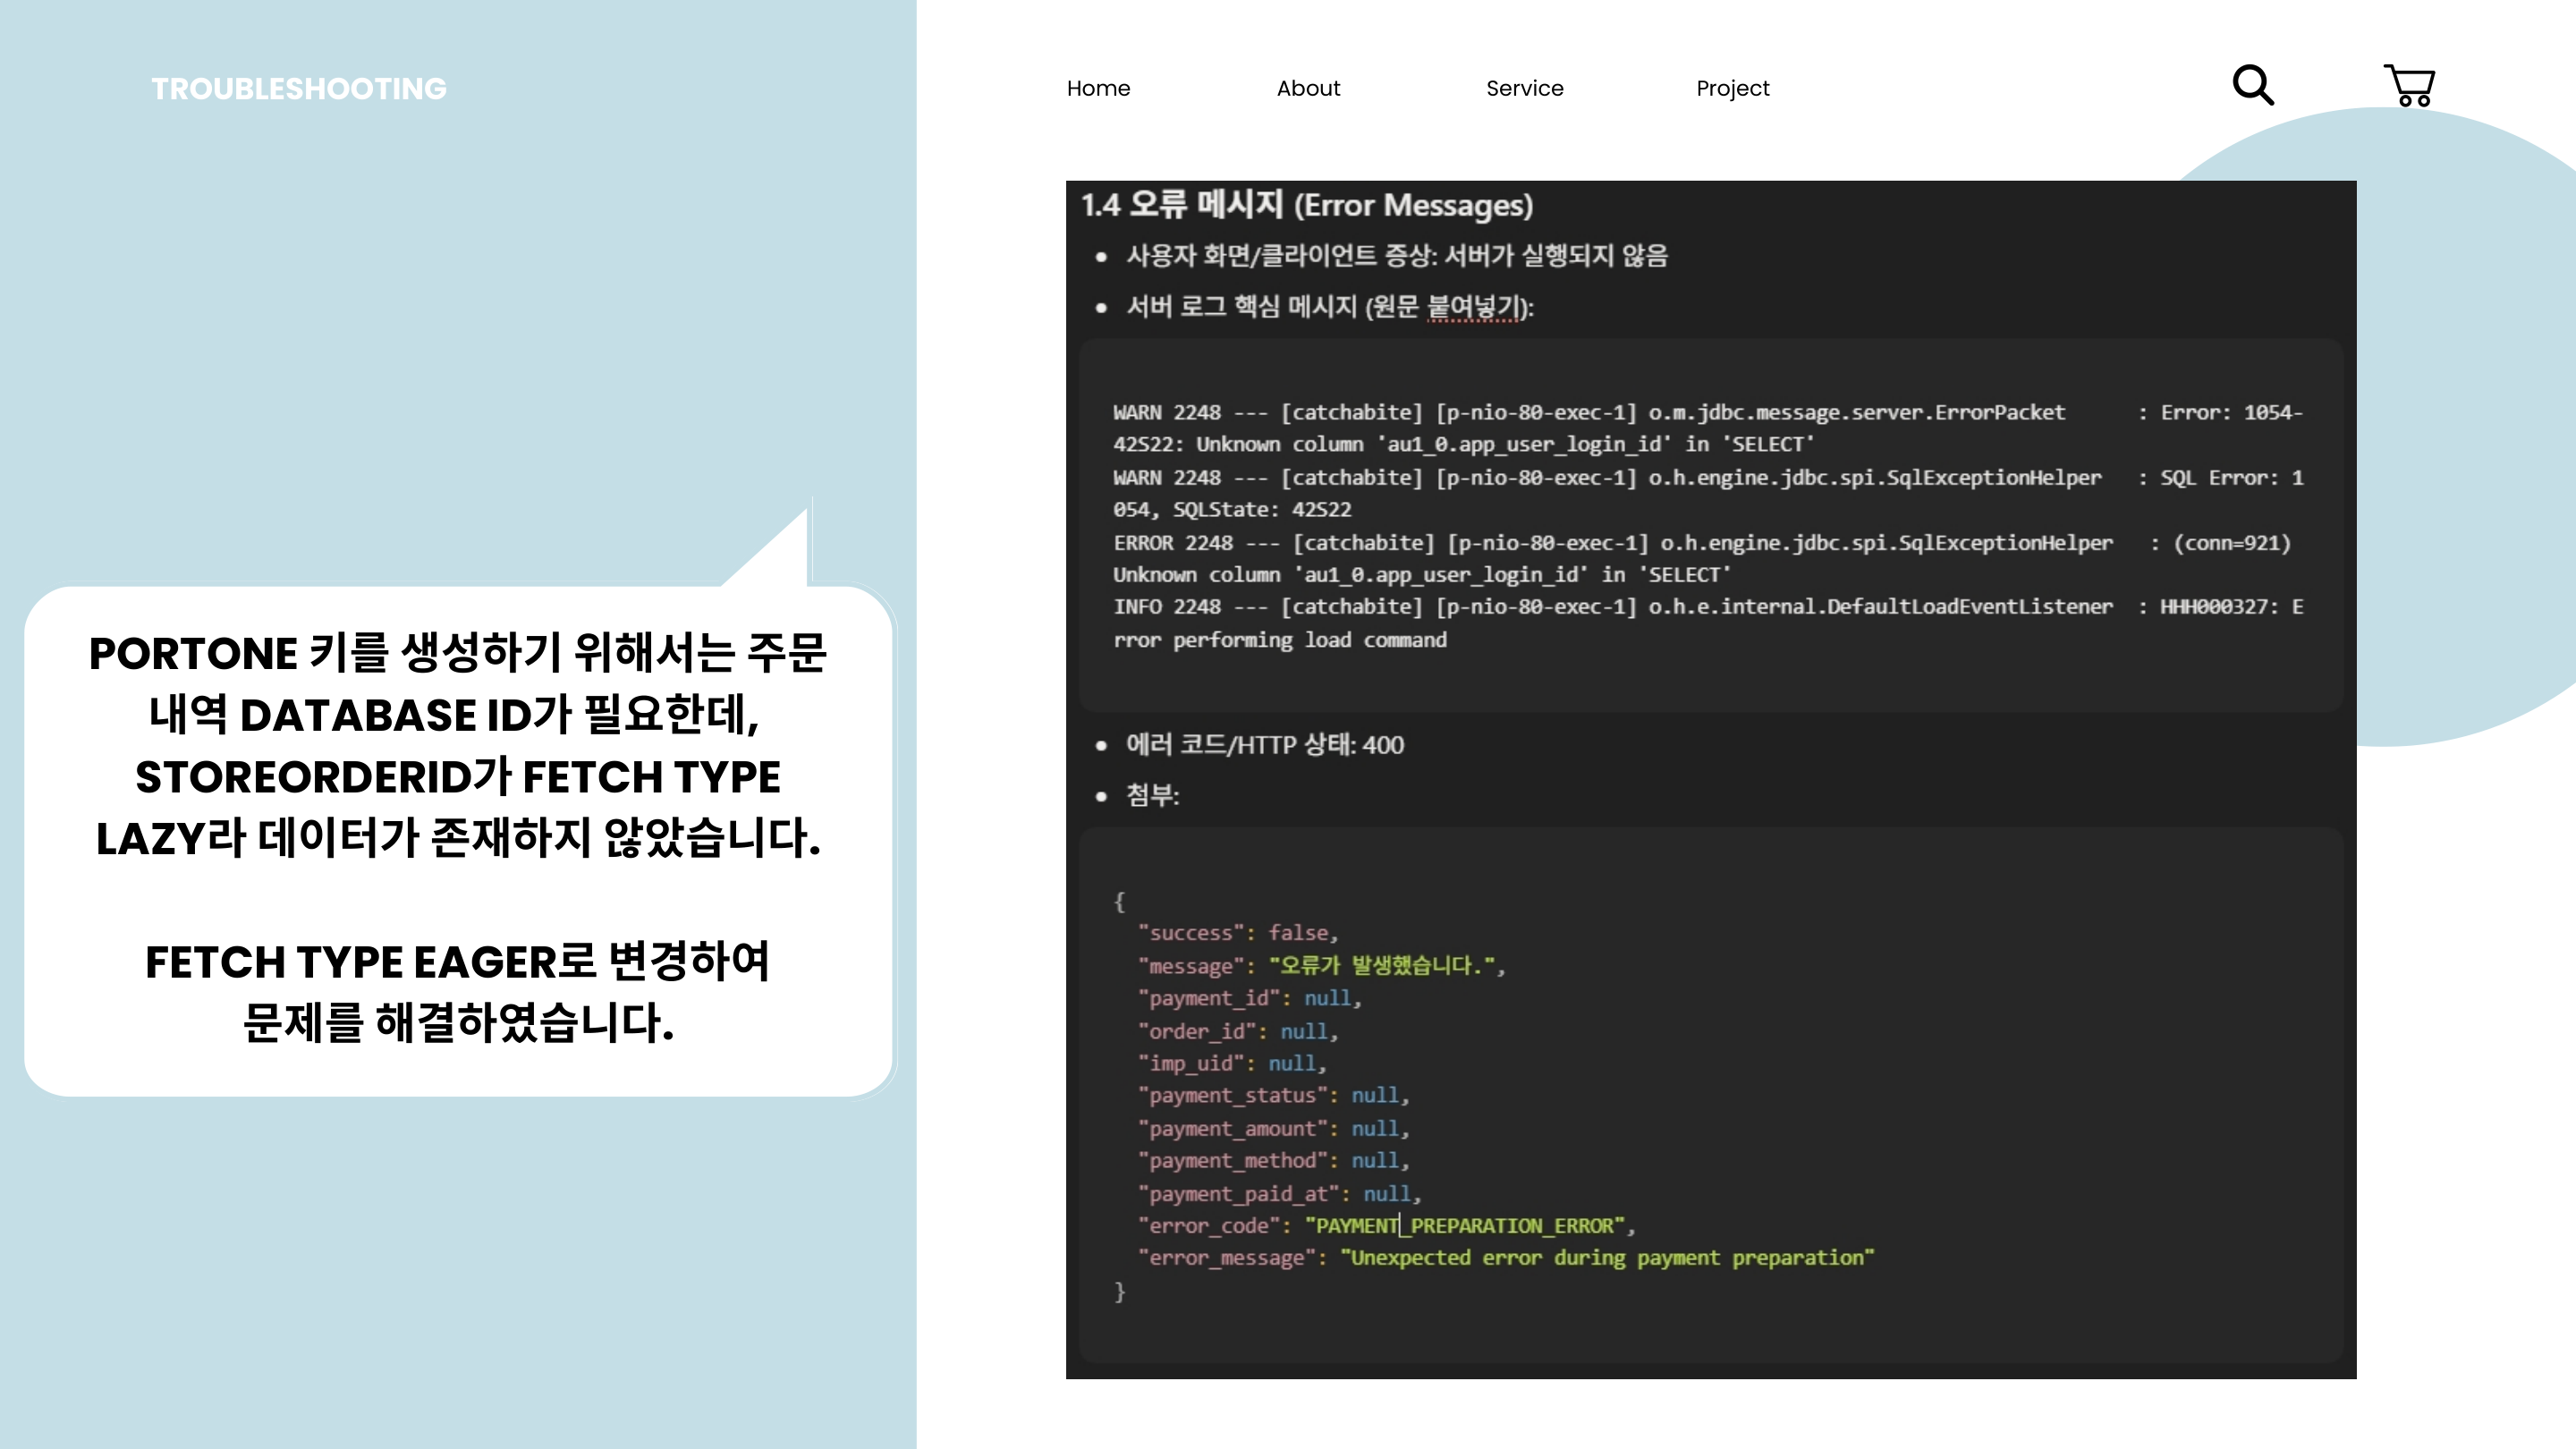 TROUBLESHOOTING
Home About Service Project
PORTONE 키를 생성하기 위해서는 주문
내역 DATABASE ID가 필요한데,
STOREORDERID가 FETCH TYPE
LAZY라 데이터가 존재하지 않았습니다.
FETCH TYPE EAGER로 변경하여
문제를 해결하였습니다.
1.4 오류 메시지 (Error Messages)
• 사용자 화면/클라이언트 증상: 서버가 실행되지 않음
• 서버 로그 핵심 메시지 (원문 붙여넣기):
WARN 2248 --- [catchabite] [p-nio-80-exec-1] o.m.jdbc.message.server.ErrorPacket : Error: 1054-
42S22: Unknown column 'au1_0.app_user_login_id' in 'SELECT'
WARN 2248 --- [catchabite] [p-nio-80-exec-1] o.h.engine.jdbc.spi.SqlExceptionHelper : SQL Error: 1
054, SQLState: 42S22
ERROR 2248 --- [catchabite] [p-nio-80-exec-1] o.h.engine.jdbc.spi.SqlExceptionHelper : (conn=921)
Unknown column 'au1_0.app_user_login_id' in 'SELECT'
INFO 2248 --- [catchabite] [p-nio-80-exec-1] o.h.e.internal.DefaultLoadEventListener : HHH000327: E
rror performing load command
• 에러 코드/HTTP 상태: 400
• 첨부:
{
"success": false,
"message": "오류가 발생했습니다.",
"payment_id": null,
"order_id": null,
"imp_uid": null,
"payment_status": null,
"payment_amount": null,
"payment_method": null,
"payment_paid_at": null,
"error_code": "PAYMENT_PREPARATION_ERROR",
"error_message": "Unexpected error during payment preparation"
}